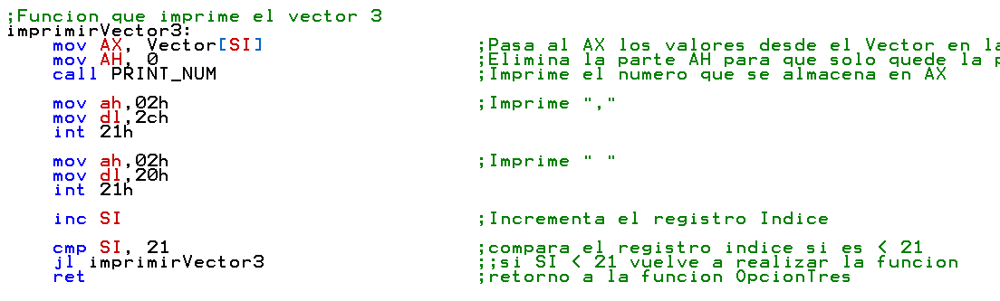 ;Funcion que imprime el vector 3
imprimirVector3:
mov AX, Vector[SI] ;Pasa al AX los valores desde el Vector en la
mov AH, 0 ;Elimina la parte AH para que solo quede la
call PRINT_NUM ;Imprime el numero que se almacena en AX
mov ah,02h ;Imprime ","
mov dl,2ch
int 21h
mov ah,02h ;Imprime " "
mov dl,20h
int 21h
inc SI ;Incrementa el registro Indice
cmp SI, 21 ;compara el registro indice si es < 21
jl imprimirVector3 ;;si SI < 21 vuelve a realizar la funcion
ret ;retorno a la funcion OpcionTres